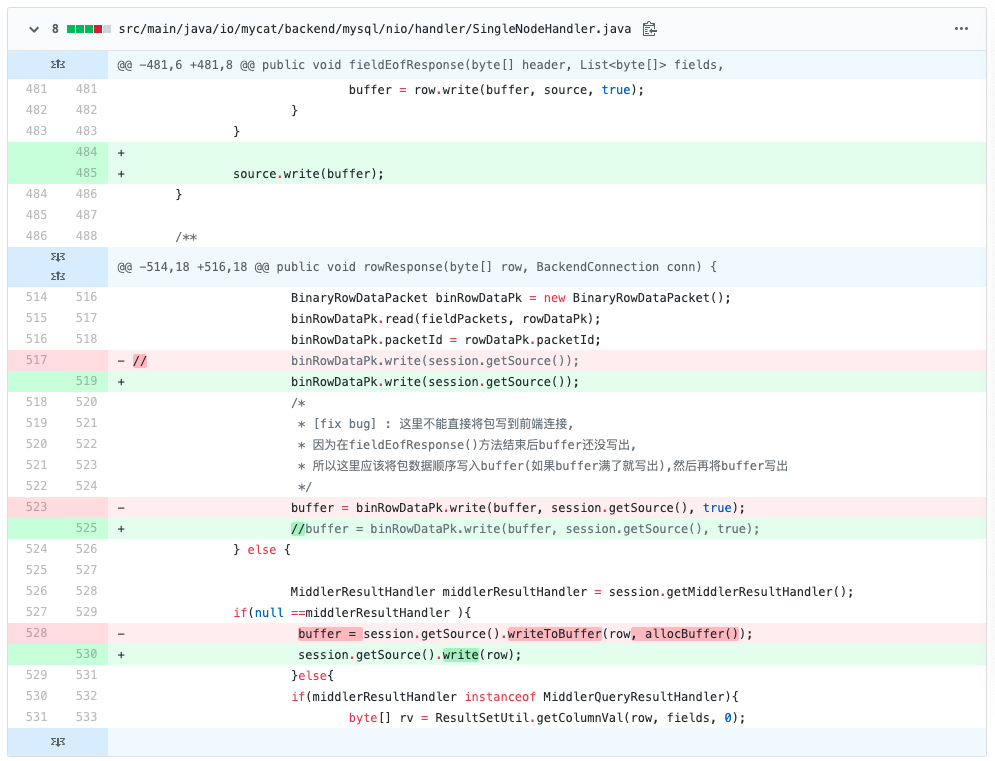 8 src/main/java/io/mycat/backend/mysql/nio/handler/SingleNodeHandler.java
@@ -481,6 +481,8 @@ public void fieldEofResponse(byte[] header, List<byte[]> fields,
481 481 buffer = row.write(buffer, source, true);
482 482 }
483 483 }
484 +
485 + source.write(buffer);
484 486 }
485 487
486 488 /**
@@ -514,18 +516,18 @@ public void rowResponse(byte[] row, BackendConnection conn) {
514 516 BinaryRowDataPacket binRowDataPk = new BinaryRowDataPacket();
515 517 binRowDataPk.read(fieldPackets, rowDataPk);
516 518 binRowDataPk.packetId = rowDataPk.packetId;
517 - // binRowDataPk.write(session.getSource());
519 + binRowDataPk.write(session.getSource());
518 520 /*
519 521 * [fix bug] : 这里不能直接将包写到前端连接,
520 522 * 因为在fieldEofResponse()方法结束后buffer还没写出,
521 523 * 所以这里应该将包数据顺序写入buffer(如果buffer满了就写出),然后再将buffer写出
522 524 */
523 - buffer = binRowDataPk.write(buffer, session.getSource(), true);
525 + //buffer = binRowDataPk.write(buffer, session.getSource(), true);
524 526 } else {
525 527
526 528 MiddlerResultHandler middlerResultHandler = session.getMiddlerResultHandler();
527 529 if(null ==middlerResultHandler ){
528 - buffer = session.getSource().writeToBuffer(row, allocBuffer());
530 + session.getSource().write(row);
529 531 }else{
530 532 if(middlerResultHandler instanceof MiddlerQueryResultHandler){
531 533 byte[] rv = ResultSetUtil.getColumnVal(row, fields, 0);